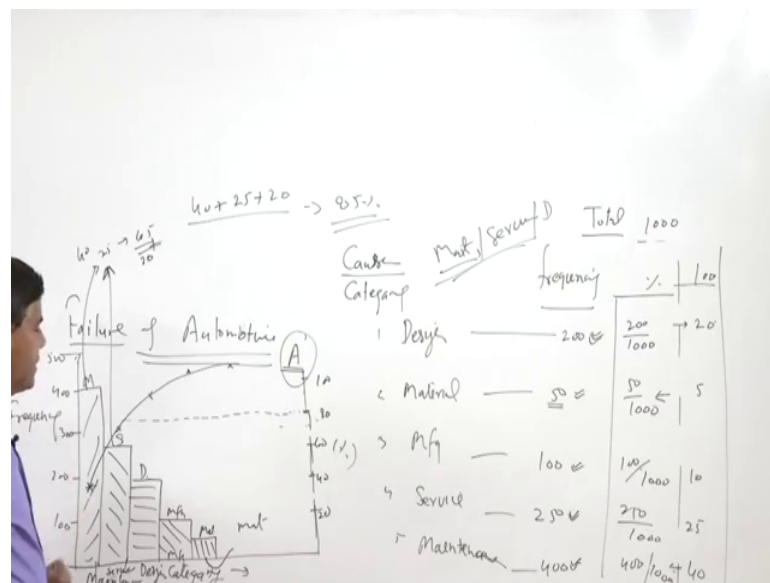 40+25+20 -> 85%
40 25 -> 65
20
Cause
Category
Total 1000
frequency
% 100
Failure of Automotive
1 Design 200 200/1000 20
2 Material 50 50/1000 5
3 Mfg 100 100/1000 10
4 Service 250 250/1000 25
5 Maintenance 400 400/1000 40
A
500
400
300
200
100
frequency
M
S
D
Mfg
Mat
mat
100
80
60
40
20
(%)
Design Category